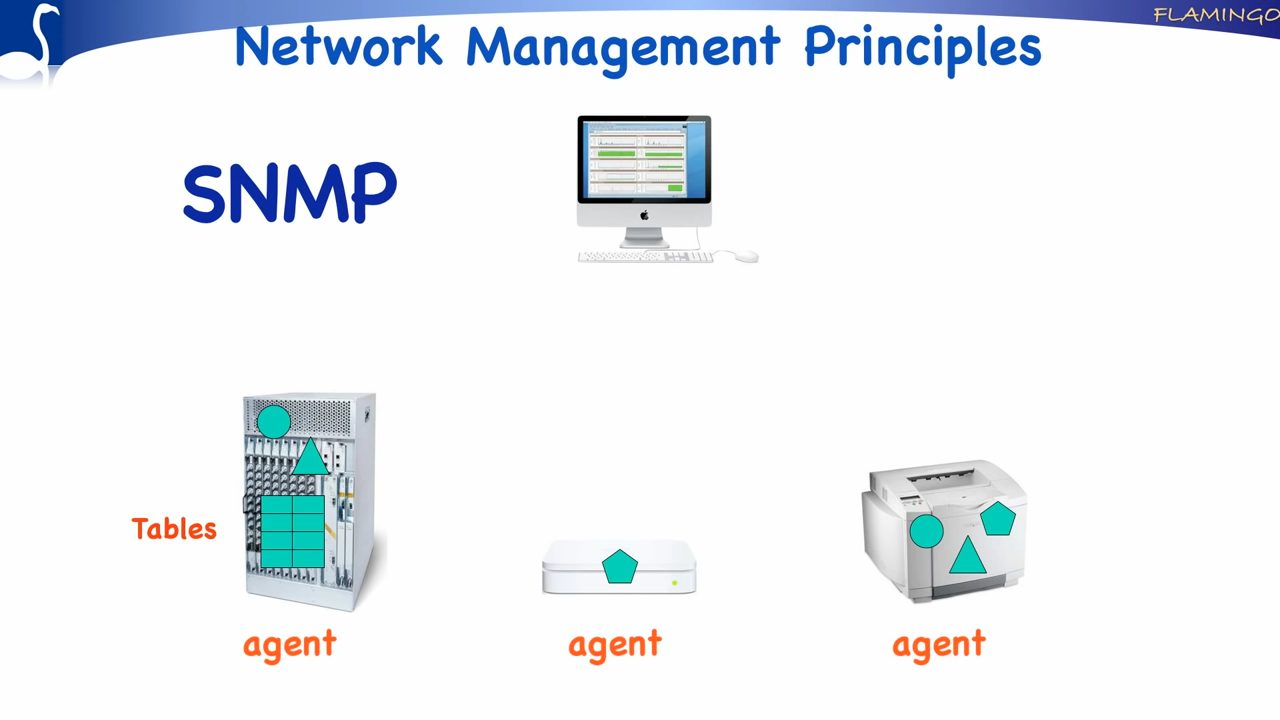 FLAMINGO
Network Management Principles
SNMP
Tables
agent
agent
agent